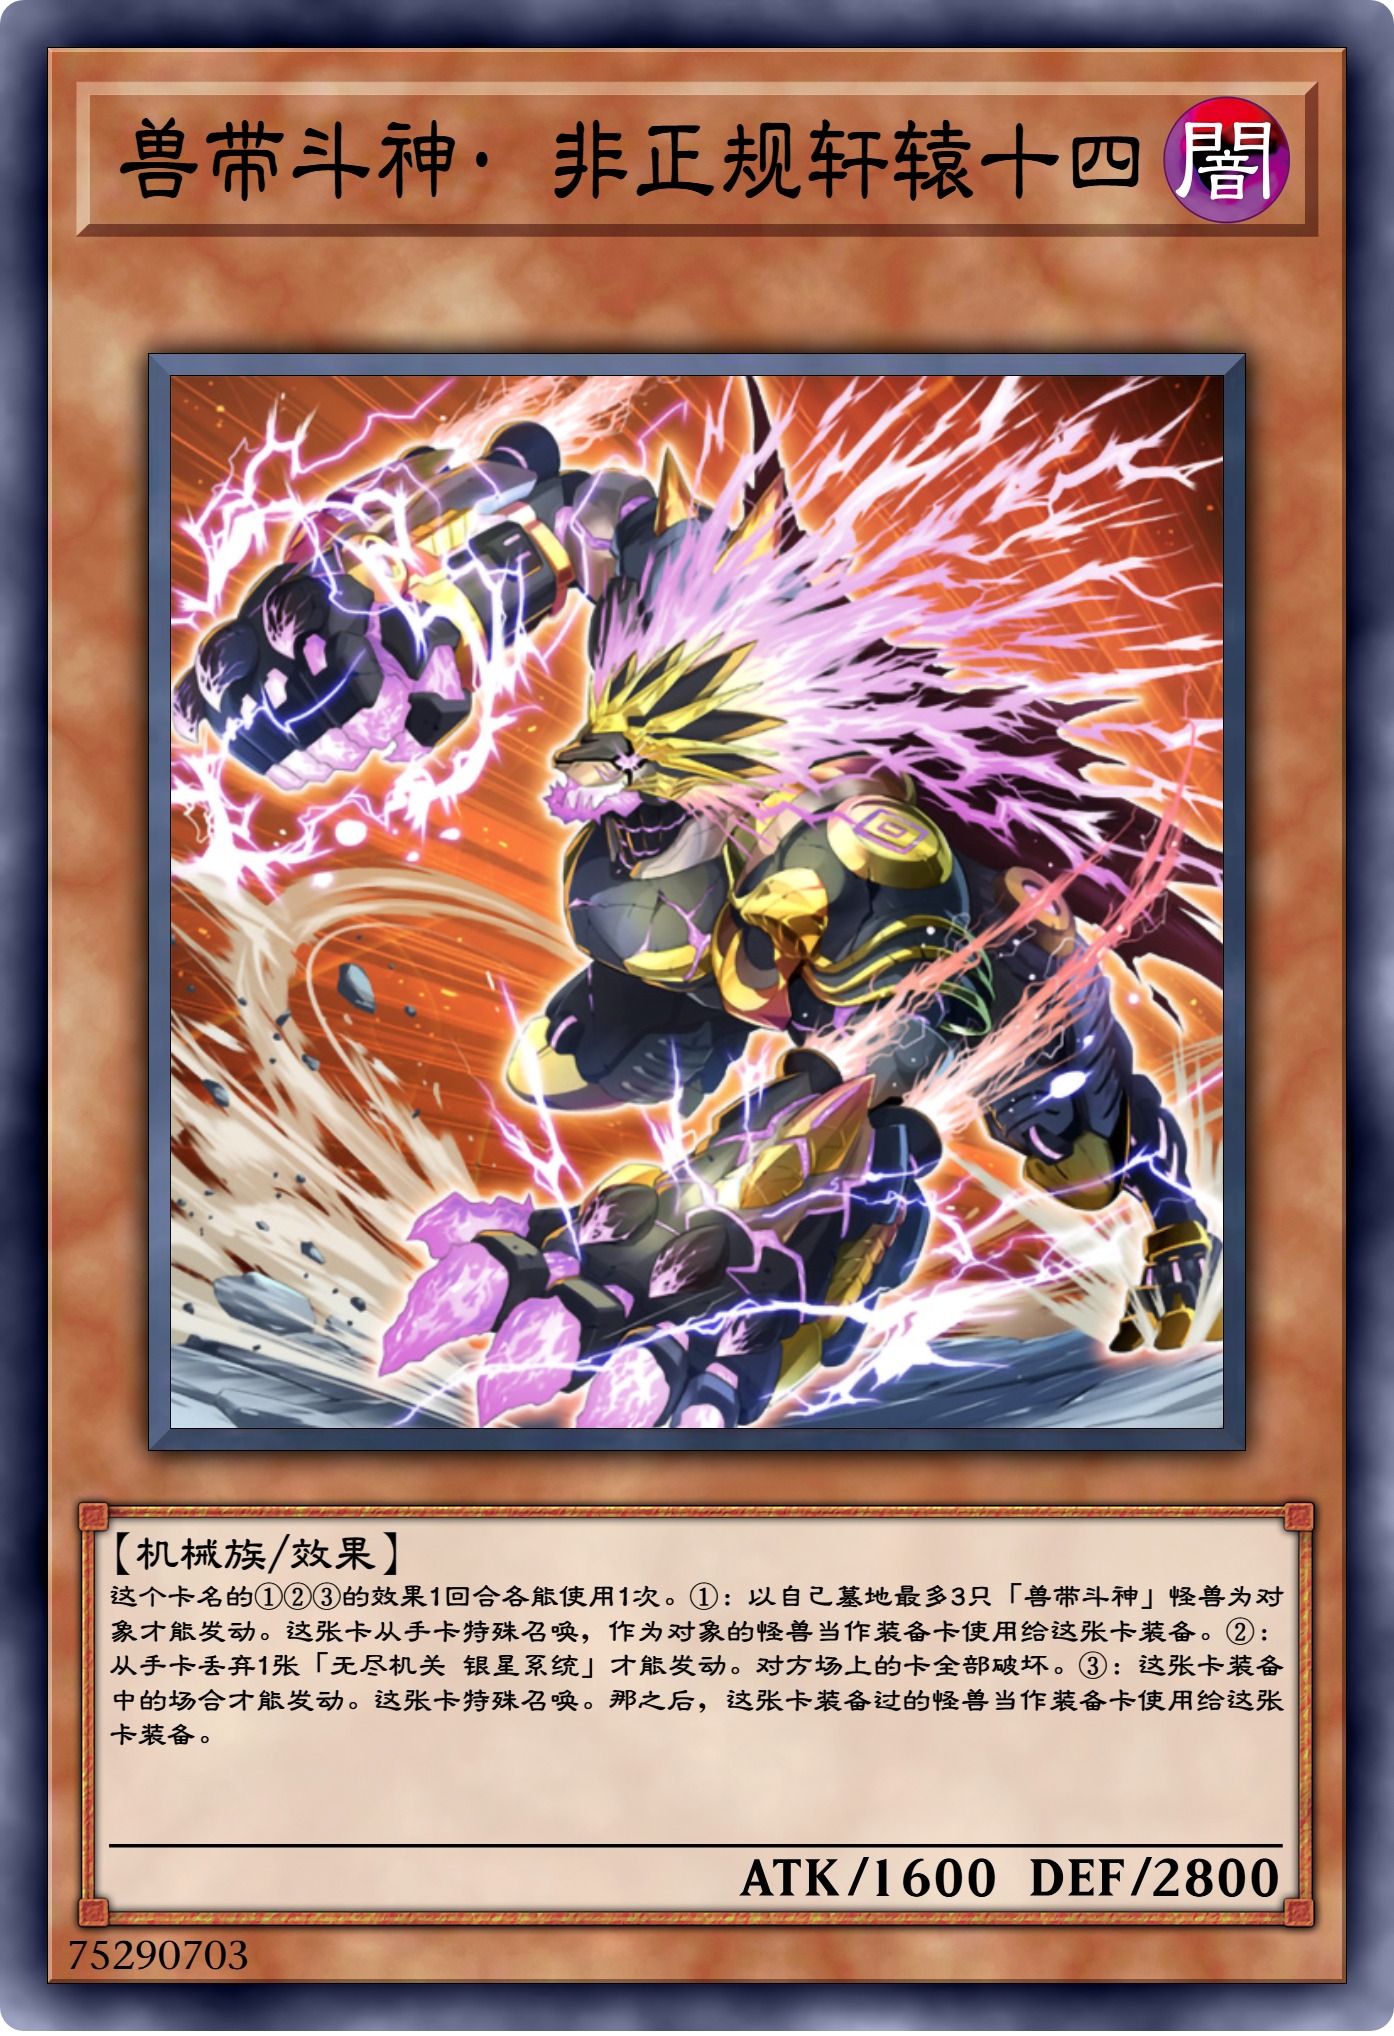 兽带斗神· 非正规轩辕十四 闇
【机械族/效果】
这个卡名的①②③的效果1回合各能使用1次。①：以自己墓地最多3只「兽带斗神」怪兽为对
象才能发动。这张卡从手卡特殊召唤，作为对象的怪兽当作装备卡使用给这张卡装备。②：
从手卡丢弃1张「无尽机关 银星系统」才能发动。对方场上的卡全部破坏。③：这张卡装备
中的场合才能发动。这张卡特殊召唤。那之后，这张卡装备过的怪兽当作装备卡使用给这张
卡装备。
ATK/1600 DEF/2800
75290703